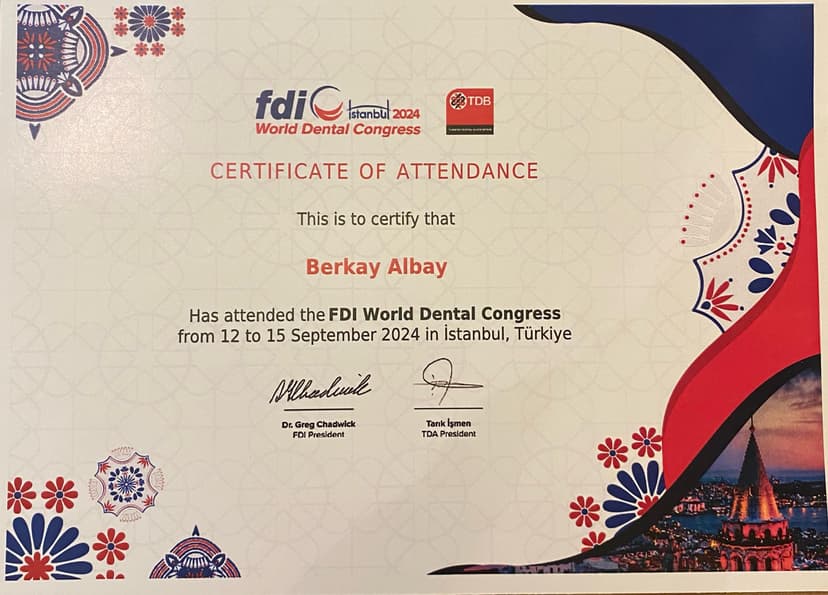 fdi İstanbul 2024
World Dental Congress
TDB
CERTIFICATE OF ATTENDANCE
This is to certify that
Berkay Albay
Has attended the FDI World Dental Congress
from 12 to 15 September 2024 in İstanbul, Türkiye
Dr. Greg Chadwick
FDI President
Tarık İşmen
TDA President